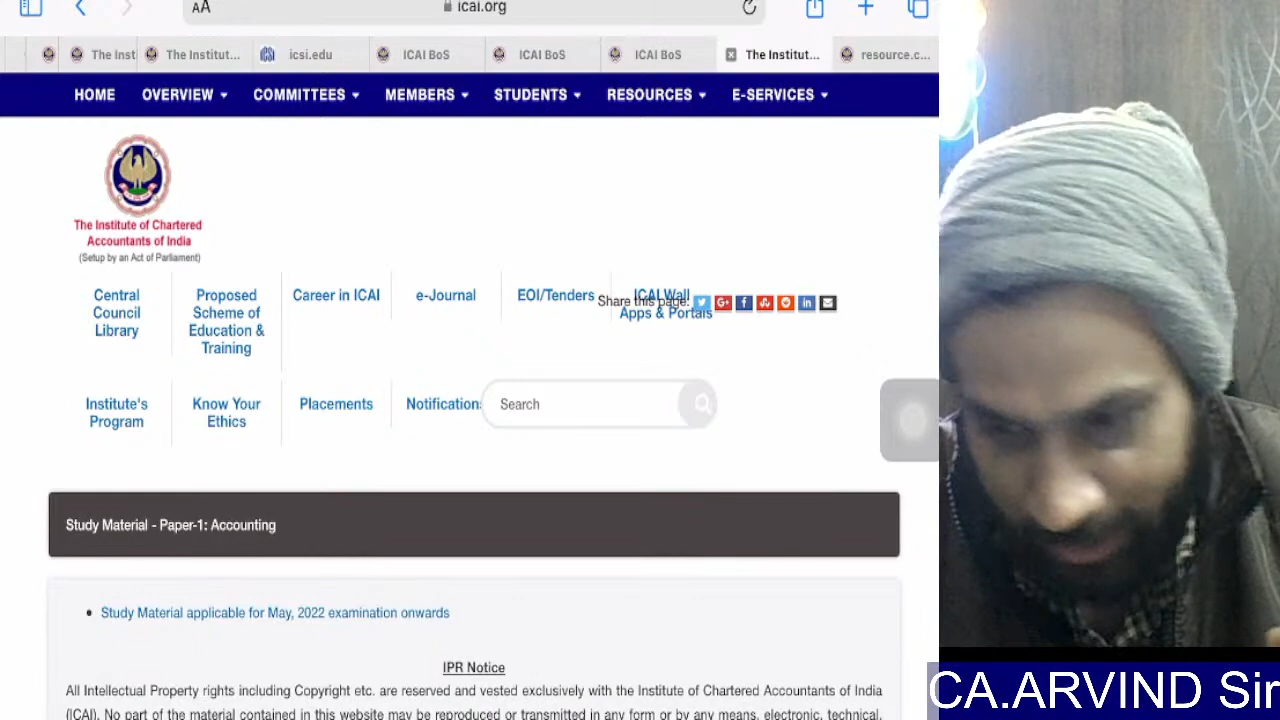 AA
icai.org
The Inst
The Institut...
icsi.edu
ICAI BoS
ICAI BoS
ICAI BoS
The Institut...
resource.c...
HOME
OVERVIEW
COMMITTEES
MEMBERS
STUDENTS
RESOURCES
E-SERVICES
The Institute of Chartered
Accountants of India
(Setup by an Act of Parliament)
Central
Council
Library
Proposed
Scheme of
Education &
Training
Career in ICAI
e-Journal
EOI/Tenders
ICAI Wall
Apps & Portals
Share this page:
Institute's
Program
Know Your
Ethics
Placements
Notification
Search
Study Material - Paper-1: Accounting
Study Material applicable for May, 2022 examination onwards
IPR Notice
All Intellectual Property rights including Copyright etc. are reserved and vested exclusively with the Institute of Chartered Accountants of India
(ICAI). No part of the material contained in this website may be reproduced or transmitted in any form or by any means, electronic, technical,
CA.ARVIND Sir